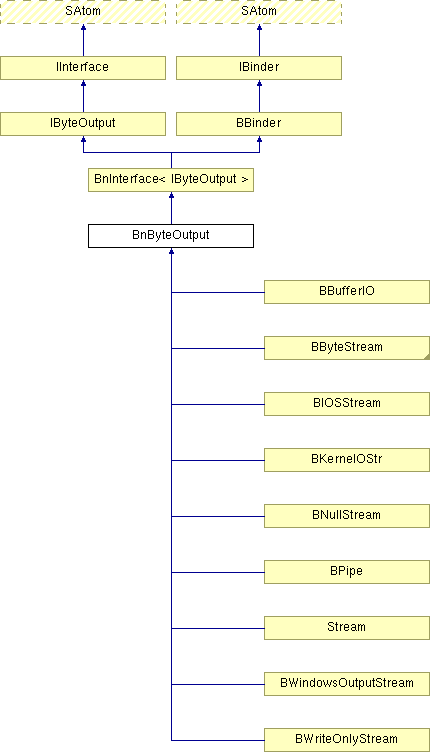 SAtom
SAtom
IInterface
IBinder
IByteOutput
BBinder
BnInterface< IByteOutput >
BnByteOutput
BBufferIO
BByteStream
BIOSStream
BKernelOStr
BNullStream
BPipe
Stream
BWindowsOutputStream
BWriteOnlyStream